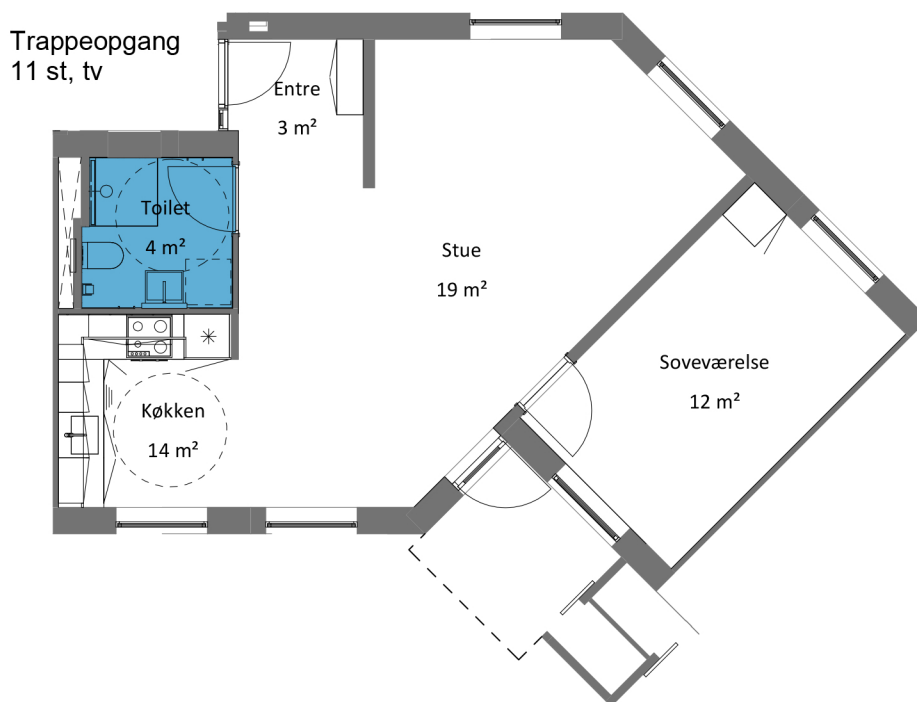 Trappeopgang
11 st, tv
Entre
3 m²
Toilet
4 m²
Stue
19 m²
Soveværelse
12 m²
Køkken
14 m²